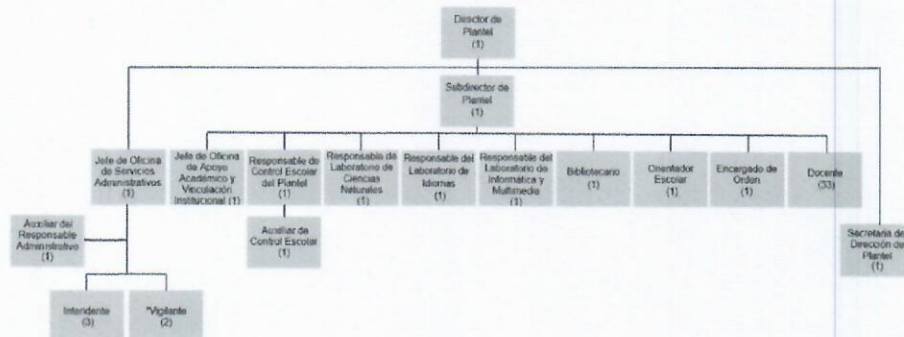 Director de
Plantel
(1)
Subdirector de
Plantel
(1)
Jefe de Oficina
de Servicios
Administrativos
(1)
Jefe de Oficina
de Apoyo
Académico y
Vinculación
Institucional (1)
Responsable de
Control Escolar
del Plantel
(1)
Responsable de
Laboratorio de
Ciencias
Naturales
(1)
Responsable del
Laboratorio de
Idiomas
(1)
Responsable del
Laboratorio de
Informática y
Multimedia
(1)
Bibliotecario
(1)
Orientador
Escolar
(1)
Encargado de
Orden
(1)
Docente
(33)
Auxiliar del
Responsable
Administrativo
(1)
Auxiliar de
Control Escolar
(1)
Secretaria de
Dirección de
Plantel
(1)
Intendente
(3)
*Vigilante
(2)